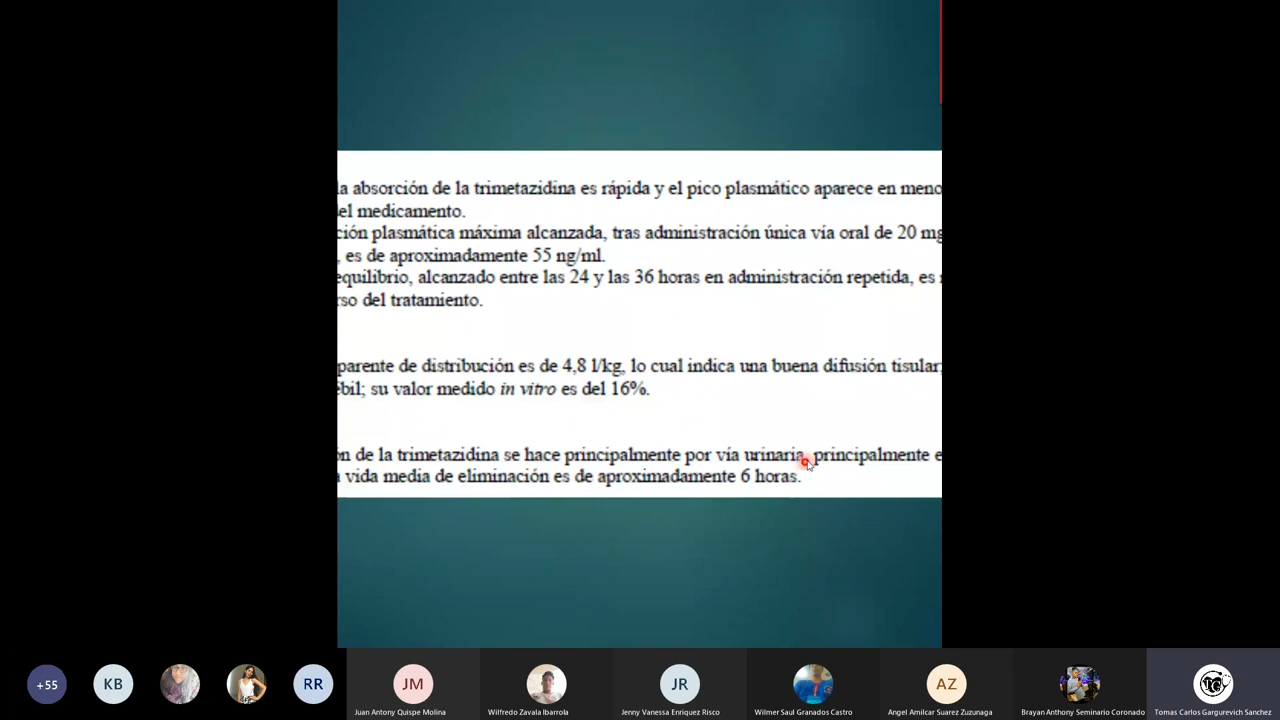 la absorción de la trimetazidina es rápida y el pico plasmático aparece en meno
el medicamento.
ción plasmática máxima alcanzada, tras administración única vía oral de 20 mg
, es de aproximadamente 55 ng/ml.
equilibrio, alcanzado entre las 24 y las 36 horas en administración repetida, es
rso del tratamiento.
parente de distribución es de 4,8 l/kg, lo cual indica una buena difusión tisular;
ébil; su valor medido in vitro es del 16%.
ón de la trimetazidina se hace principalmente por vía urinaria, principalmente e
vida media de eliminación es de aproximadamente 6 horas.
+55
KB
RR
JM
JR
AZ
Juan Antony Quispe Molina
Wilfredo Zavala Ibarrola
Jenny Vanessa Enriquez Risco
Wilmer Saul Granados Castro
Angel Amilcar Suarez Zuzunaga
Brayan Anthony Seminario Coronado
Tomas Carlos Gargurevich Sanchez